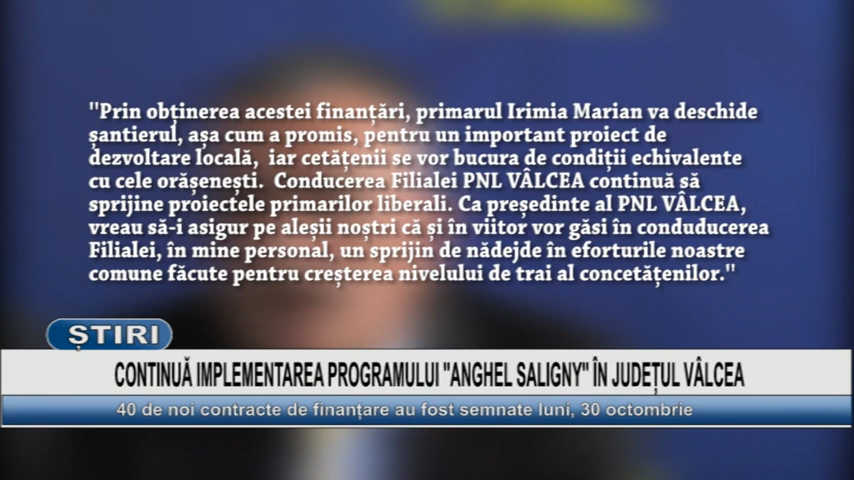 "Prin obținerea acestei finanțări, primarul Irimia Marian va deschide
șantierul, așa cum a promis, pentru un important proiect de
dezvoltare locală, iar cetățenii se vor bucura de condiții echivalente
cu cele orășenești. Conducerea Filialei PNL VÂLCEA continuă să
sprijine proiectele primarilor liberali. Ca președinte al PNL VÂLCEA,
vreau să-i asigur pe aleșii noștri că și în viitor vor găsi în conduducerea
Filialei, în mine personal, un sprijin de nădejde în eforturile noastre
comune făcute pentru creșterea nivelului de trai al concetățenilor."
ȘTIRI
CONTINUĂ IMPLEMENTAREA PROGRAMULUI "ANGHEL SALIGNY" ÎN JUDEȚUL VÂLCEA
40 de noi contracte de finanțare au fost semnate luni, 30 octombrie